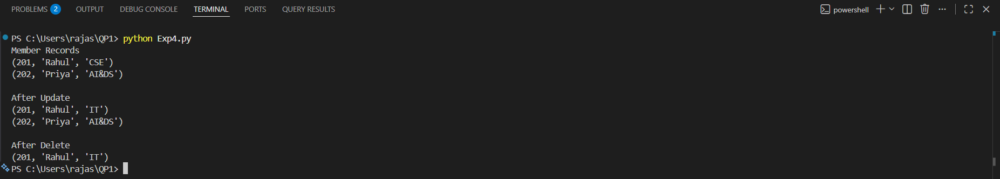 PROBLEMS 2 OUTPUT DEBUG CONSOLE TERMINAL PORTS QUERY RESULTS powershell
PS C:\Users\rajas\QP1> python Exp4.py
Member Records
(201, 'Rahul', 'CSE')
(202, 'Priya', 'AI&DS')
After Update
(201, 'Rahul', 'IT')
(202, 'Priya', 'AI&DS')
After Delete
(201, 'Rahul', 'IT')
PS C:\Users\rajas\QP1>